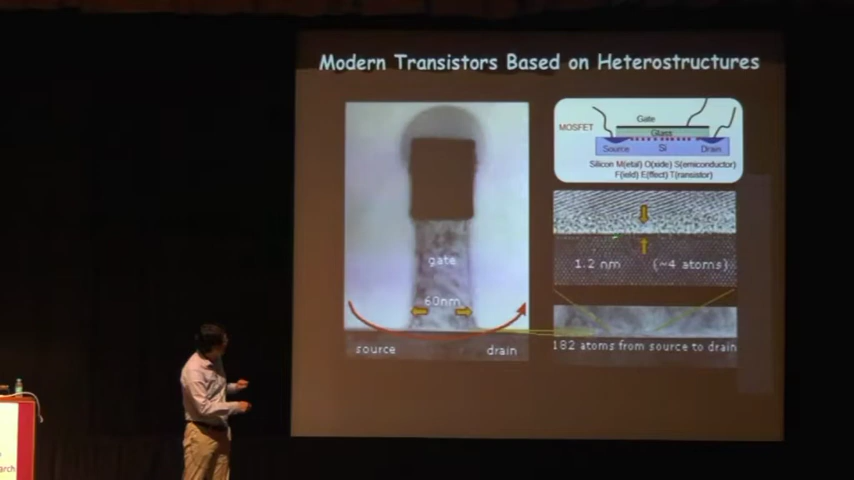 Modern Transistors Based on Heterostructures
gate
60nm
source
drain
MOSFET
Gate
Glass
Source
Si
Drain
Silicon M(etal) O(xide) S(emiconductor)
F(ield) E(ffect) T(ransistor)
1.2 nm
(~4 atoms)
182 atoms from source to drain
arch